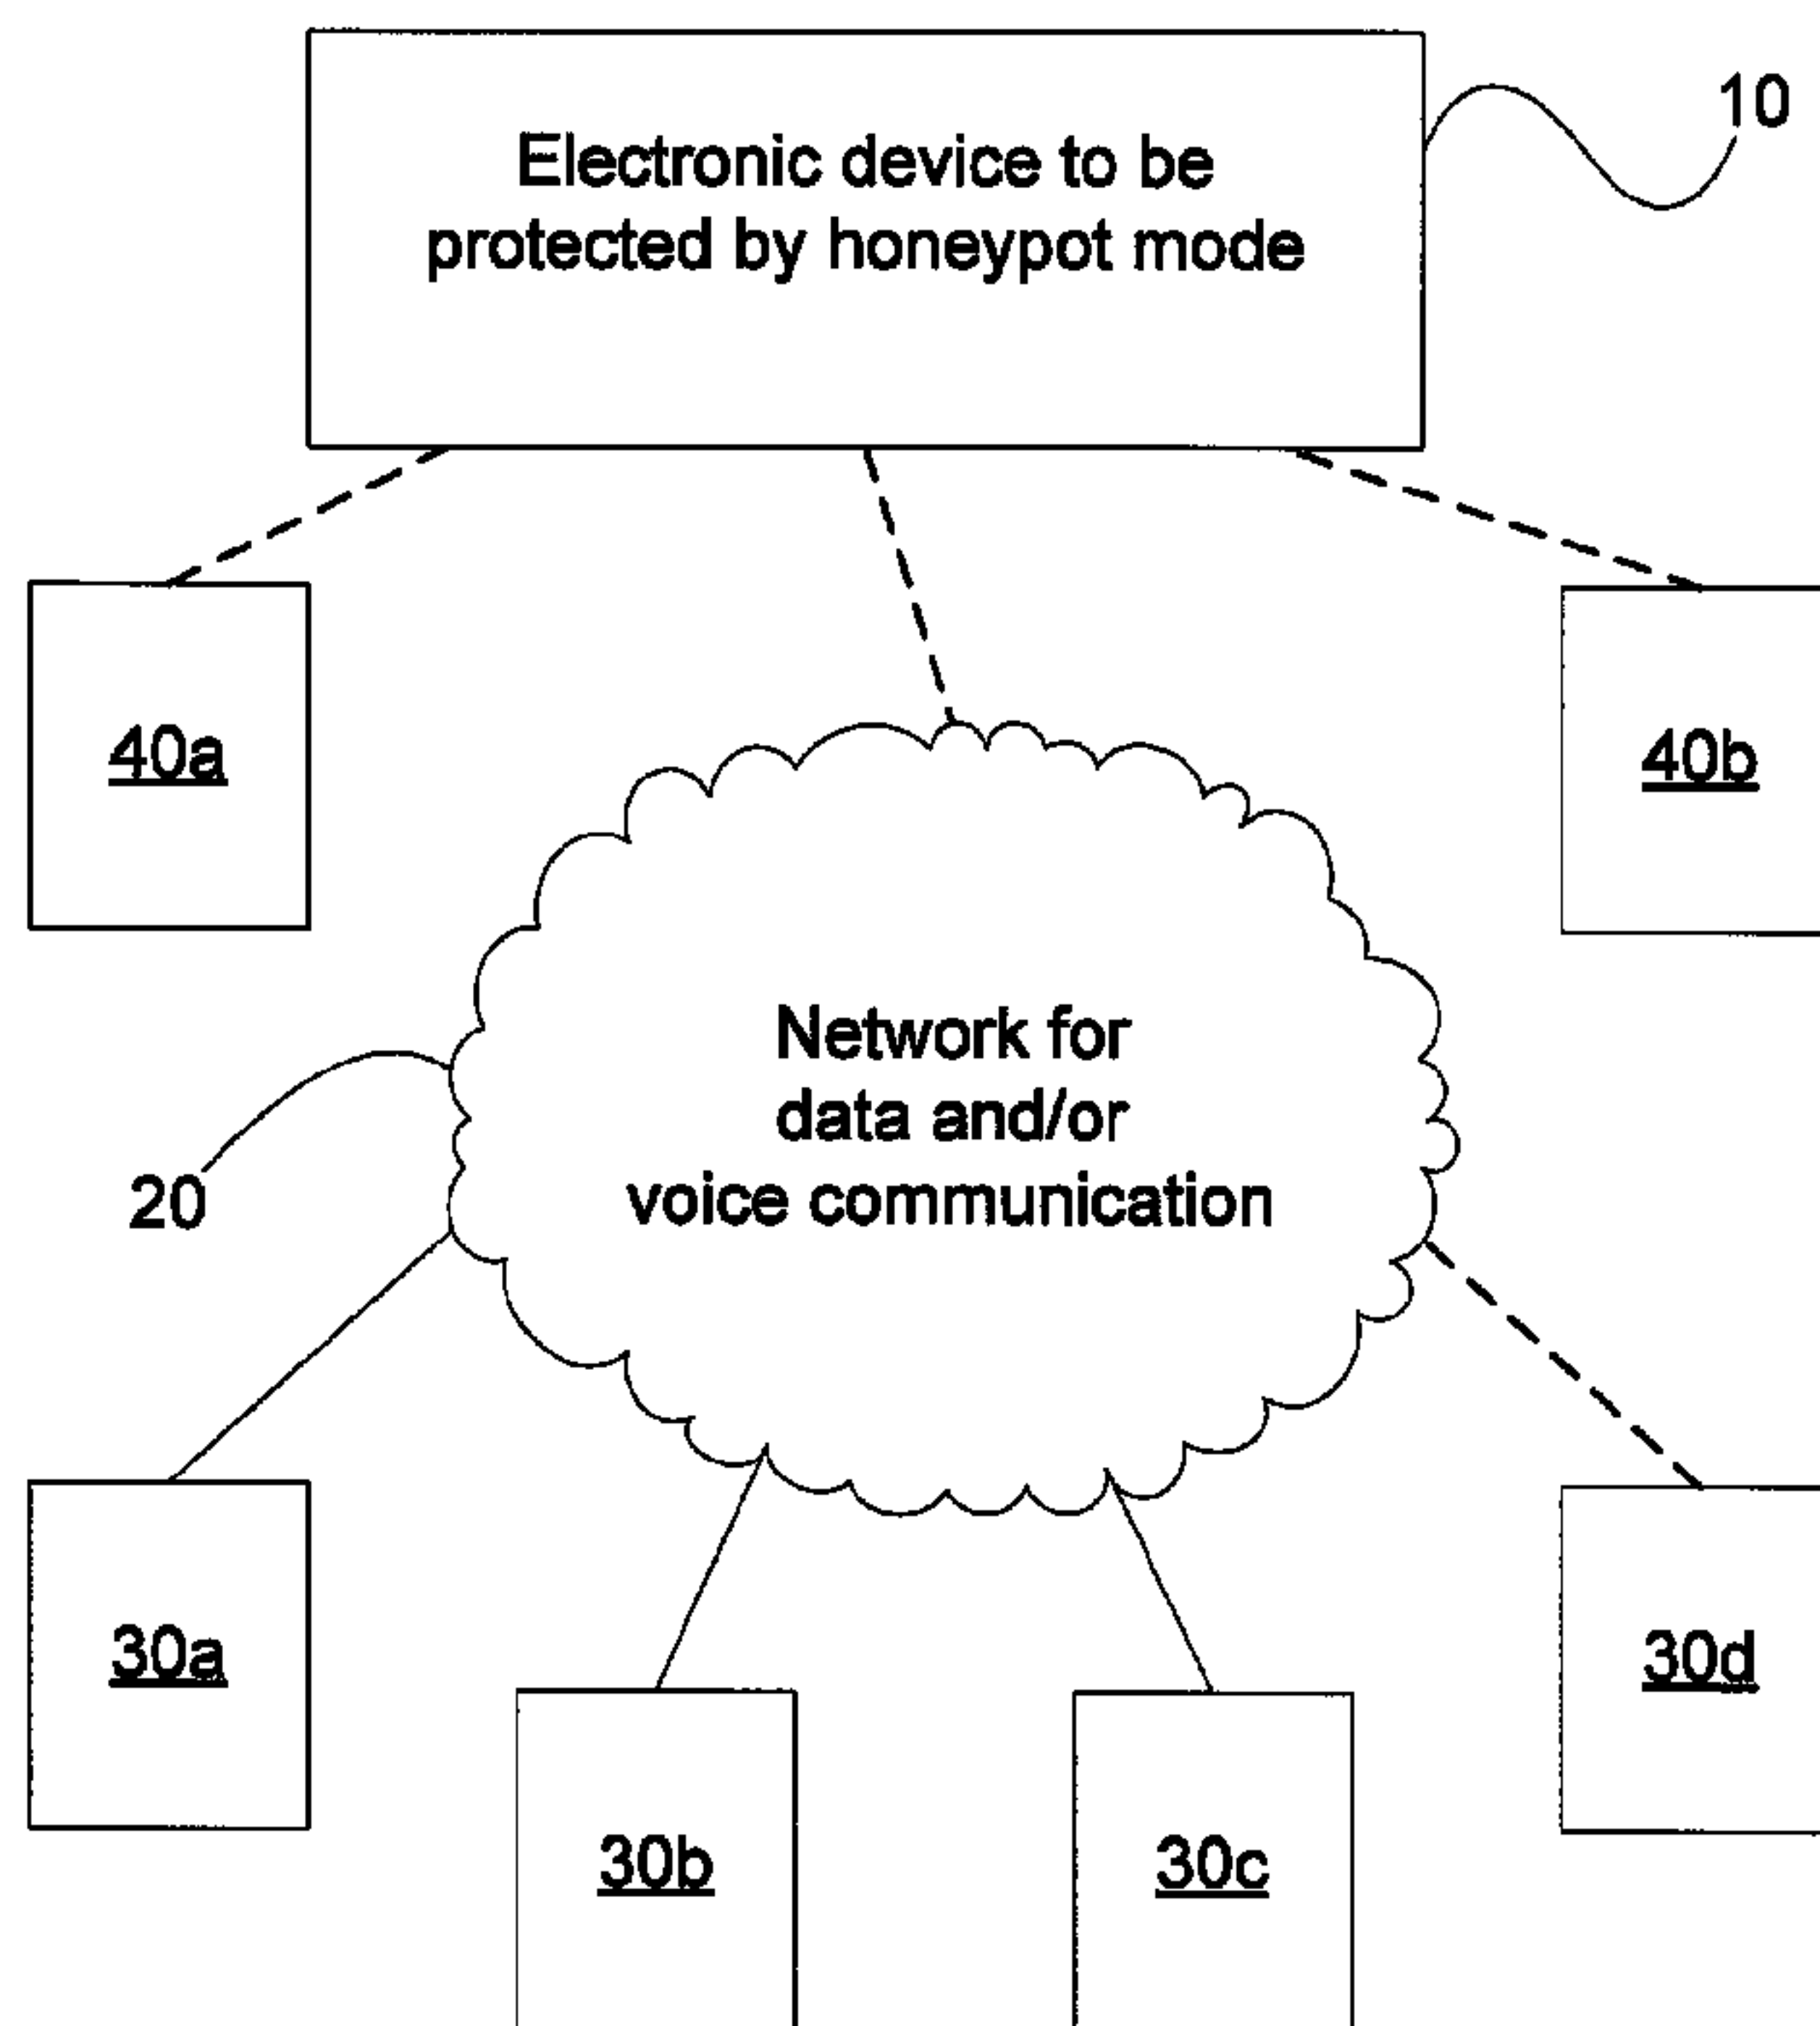 10
Electronic device to be
protected by honeypot mode
40a
40b
Network for
data and/or
voice communication
20
30a
30d
30b
30c